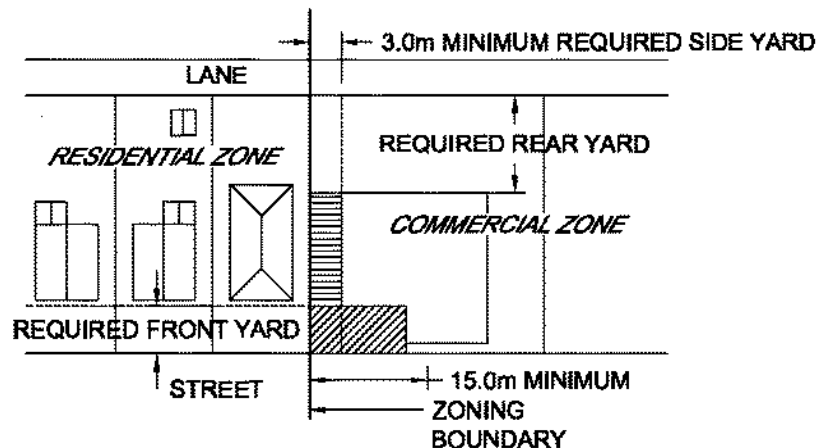 3.0m MINIMUM REQUIRED SIDE YARD
LANE
REQUIRED REAR YARD
RESIDENTIAL ZONE
COMMERCIAL ZONE
REQUIRED FRONT YARD
STREET
15.0m MINIMUM
ZONING
BOUNDARY